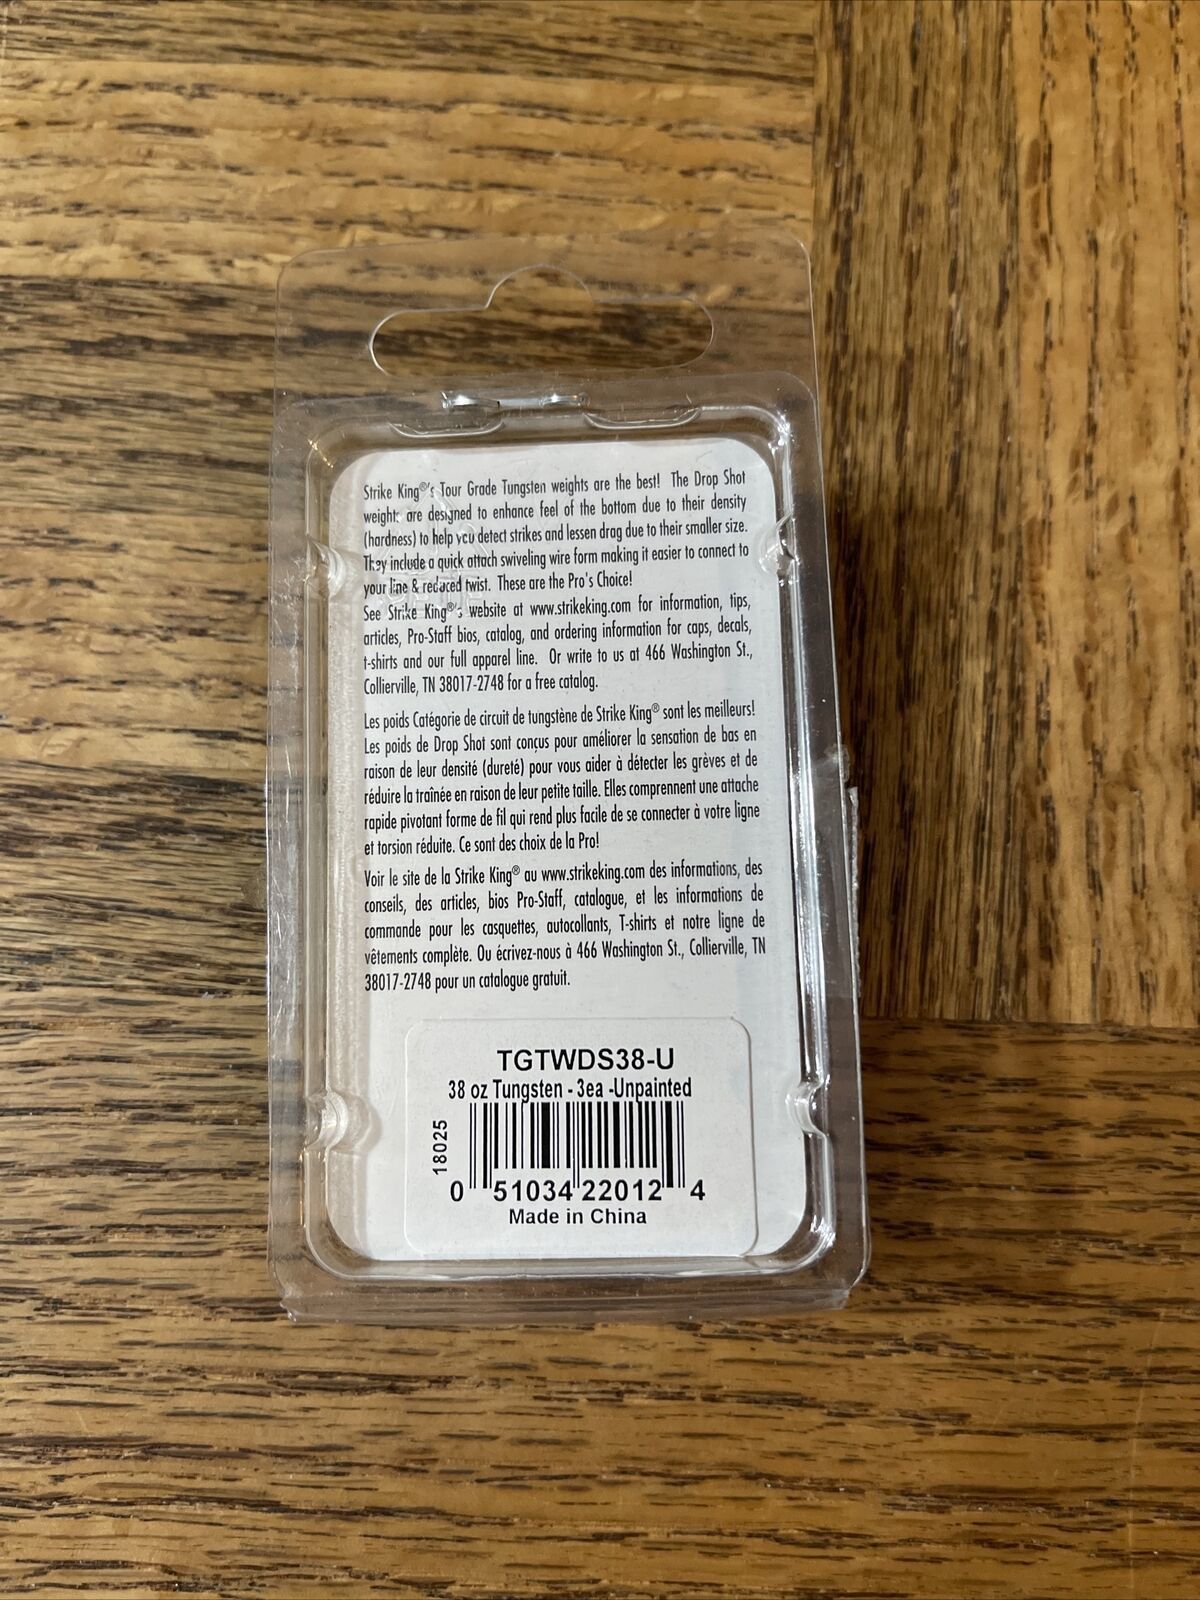 Strike King®'s Tour Grade Tungsten weights are the best! The Drop Shot
weights are designed to enhance feel of the bottom due to their density
(hardness) to help you detect strikes and lessen drag due to their smaller size.
They include a quick attach swiveling wire form making it easier to connect to
your line & reduced twist. These are the Pro's Choice!
See Strike King®'s website at www.strikeking.com for information, tips,
articles, Pro-Staff bios, catalog, and ordering information for caps, decals,
t-shirts and our full apparel line. Or write to us at 466 Washington St.,
Collierville, TN 38017-2748 for a free catalog.
Les poids Catégorie de circuit de tungstène de Strike King® sont les meilleurs!
Les poids de Drop Shot sont conçus pour améliorer la sensation de bas en
raison de leur densité (dureté) pour vous aider à détecter les grèves et de
réduire la traînée en raison de leur petite taille. Elles comprennent une attache
rapide pivotant forme de fil qui rend plus facile de se connecter à votre ligne
et torsion réduite. Ce sont des choix de la Pro!
Voir le site de la Strike King® au www.strikeking.com des informations, des
conseils, des articles, bios Pro-Staff, catalogue, et les informations de
commande pour les casquettes, autocollants, T-shirts et notre ligne de
vêtements complète. Ou écrivez-nous à 466 Washington St., Collierville, TN
38017-2748 pour un catalogue gratuit.
TGTWDS38-U
38 oz Tungsten - 3ea -Unpainted
18025
0 51034 22012 4
Made in China